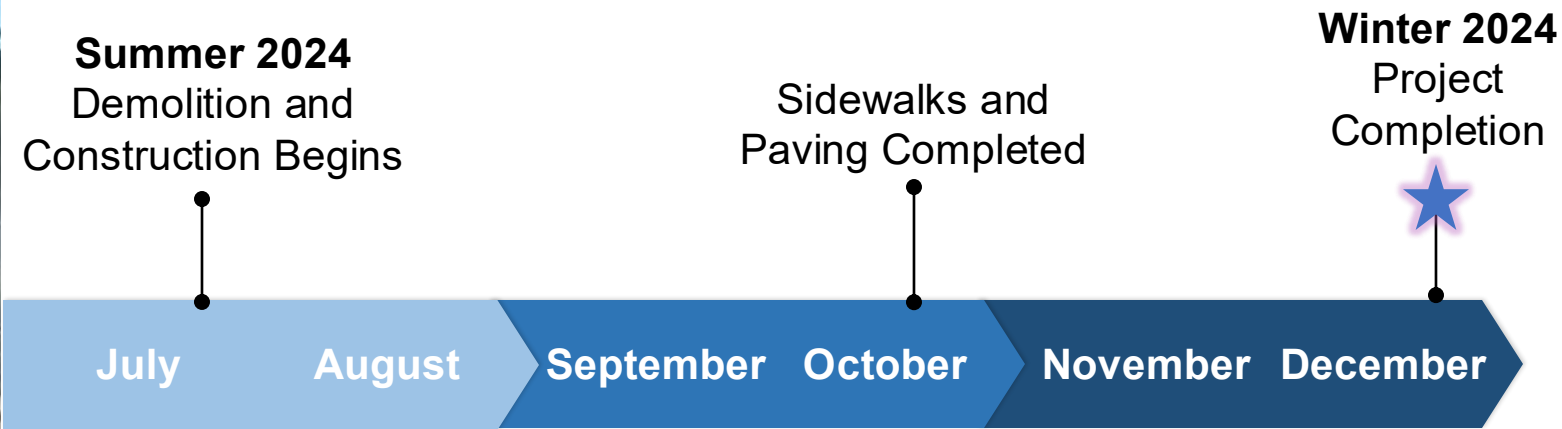 Summer 2024
Demolition and
Construction Begins
Sidewalks and
Paving Completed
Winter 2024
Project
Completion
July August September October November December